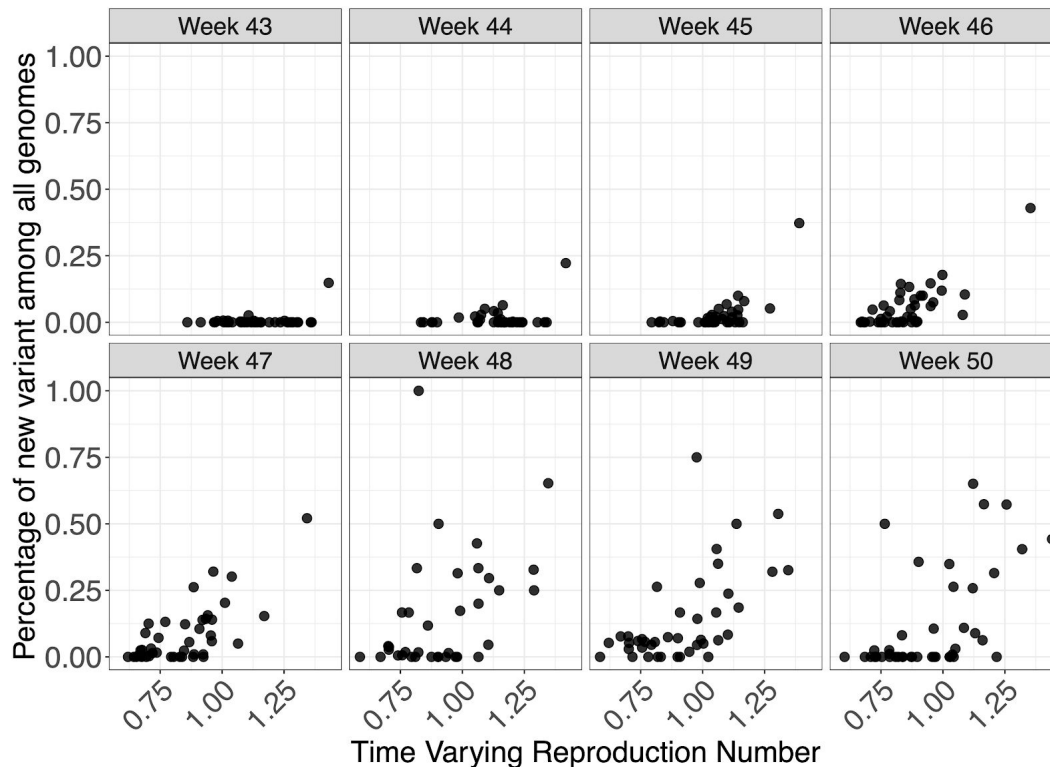 Week 43
Week 44
Week 45
Week 46
1.00
0.75
0.50
0.25
0.00
Week 47
Week 48
Week 49
Week 50
1.00
0.75
0.50
0.25
0.00
0.75
1.00
1.25
0.75
1.00
1.25
0.75
1.00
1.25
0.75
1.00
1.25
Percentage of new variant among all genomes
Time Varying Reproduction Number